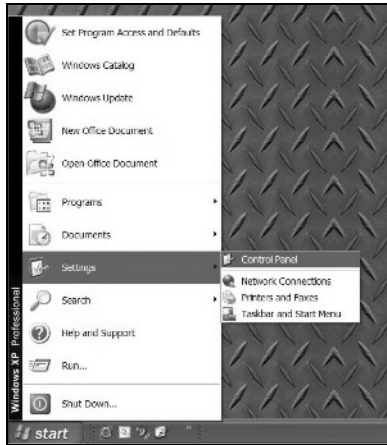 Set Program Access and Defaults
Windows Catalog
Windows Update
New Office Document
Open Office Document
Programs
Documents
Settings
Control Panel
Network Connections
Printers and Faxes
Taskbar and Start Menu
Search
Help and Support
Run...
Shut Down...
Windows XP Professional
start